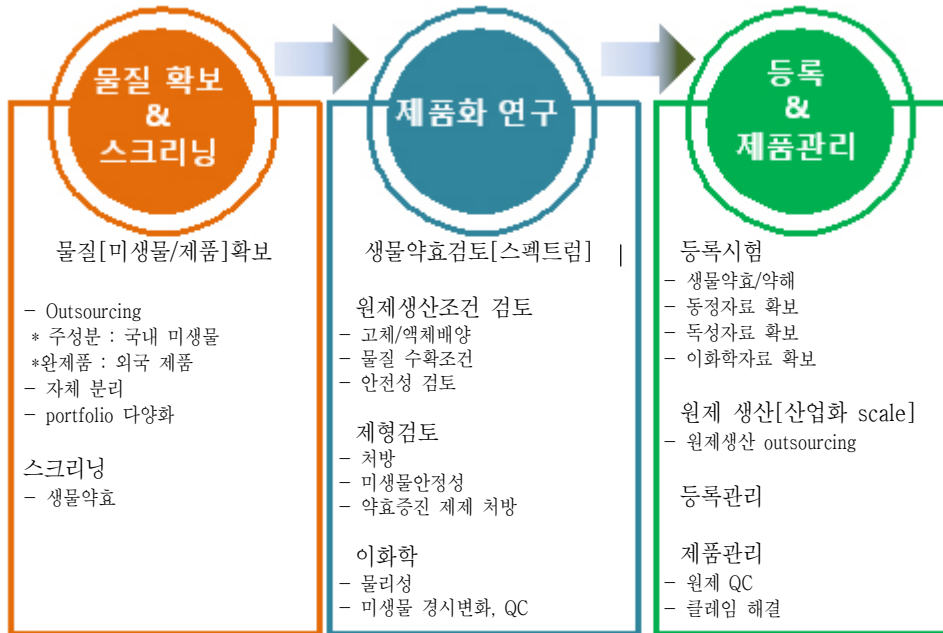 물질 확보
&
스크리닝
물질[미생물/제품]확보
- Outsourcing
* 주성분 : 국내 미생물
*완제품 : 외국 제품
- 자체 분리
- portfolio 다양화
스크리닝
- 생물약효
제품화 연구
생물약효검토[스펙트럼]
원제생산조건 검토
- 고체/액체배양
- 물질 수확조건
- 안전성 검토
제형검토
- 처방
- 미생물안정성
- 약효증진 제제 처방
이화학
- 물리성
- 미생물 경시변화, QC
등록
&
제품관리
등록시험
- 생물약효/약해
- 동정자료 확보
- 독성자료 확보
- 이화학자료 확보
원제 생산[산업화 scale]
- 원제생산 outsourcing
등록관리
제품관리
- 원제 QC
- 클레임 해결